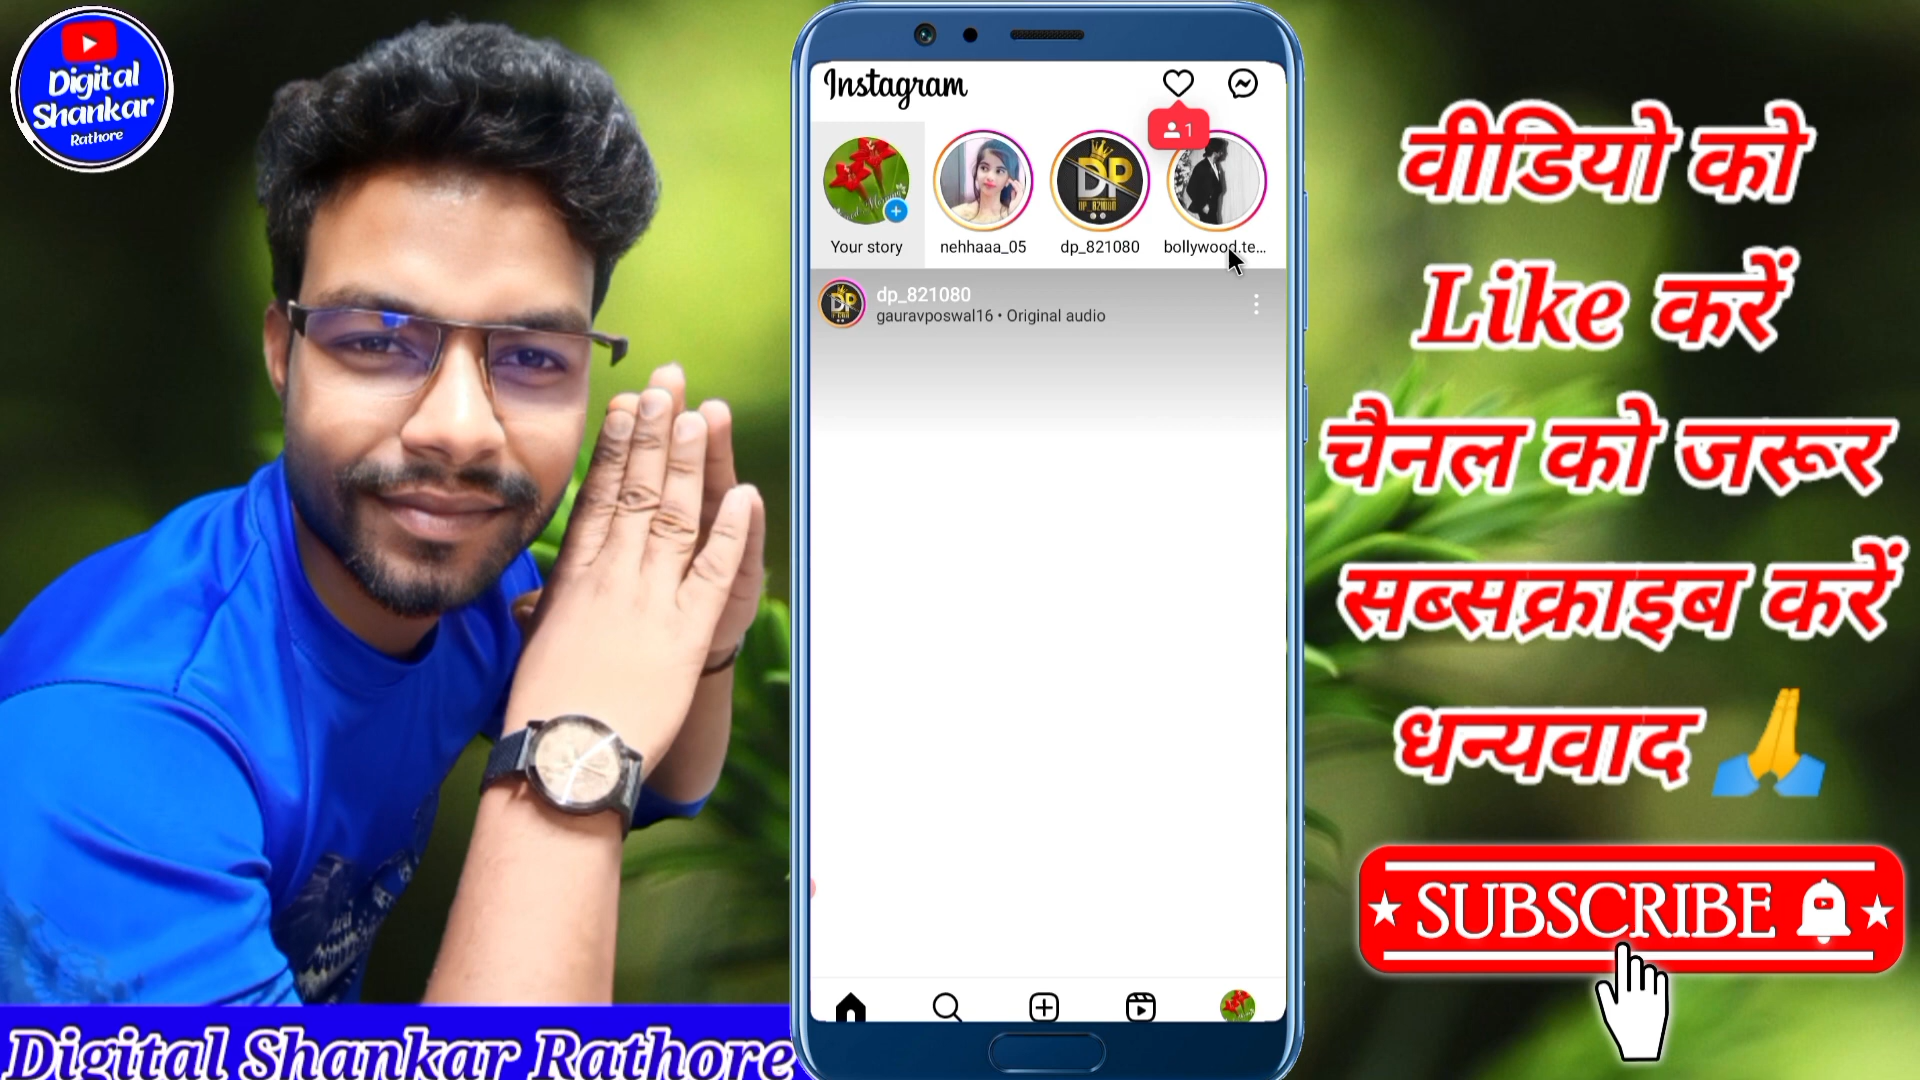 Digital
Shankar
Rathore
Instagram
1
DP
Your story
nehhaaa_05
dp_821080
bollywood.te...
dp_821080
gauravposwal16 • Original audio
वीडियो को
Like करें
चैनल को जरूर
सब्सक्राइब करें
धन्यवाद 🙏
SUBSCRIBE
Digital Shankar Rathore